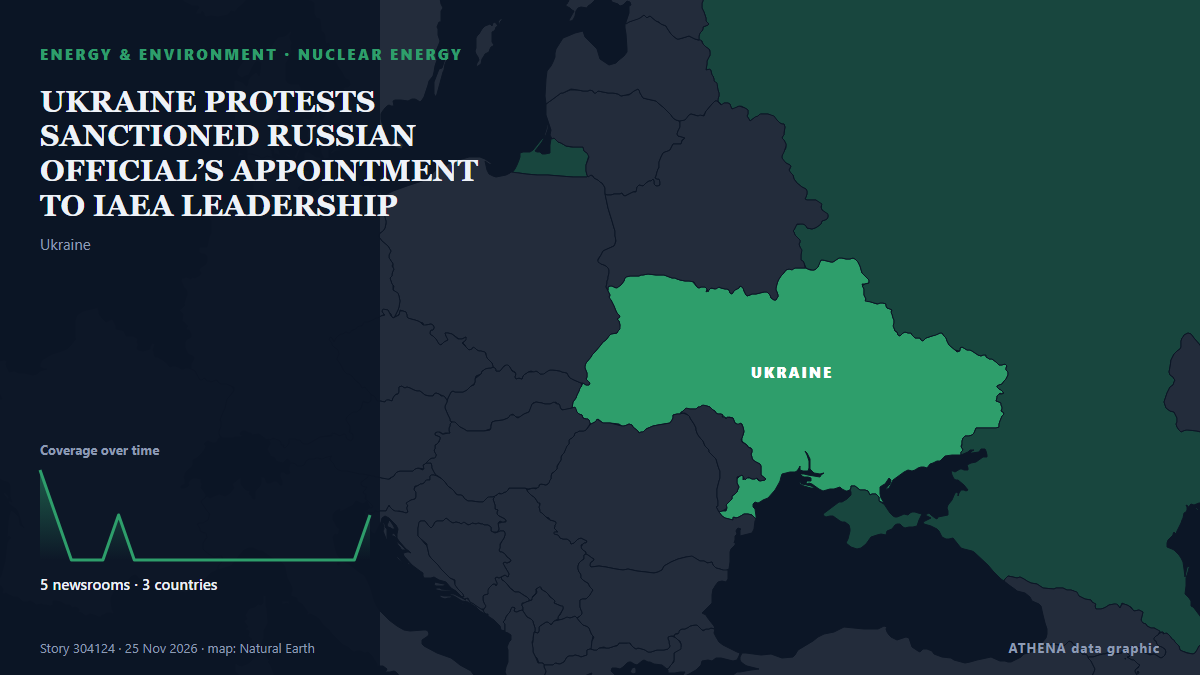 ENERGY & ENVIRONMENT · NUCLEAR ENERGY
UKRAINE PROTESTS
SANCTIONED RUSSIAN
OFFICIAL’S APPOINTMENT
TO IAEA LEADERSHIP
Ukraine
UKRAINE
Coverage over time
5 newsrooms · 3 countries
Story 304124 · 25 Nov 2026 · map: Natural Earth
ATHENA data graphic